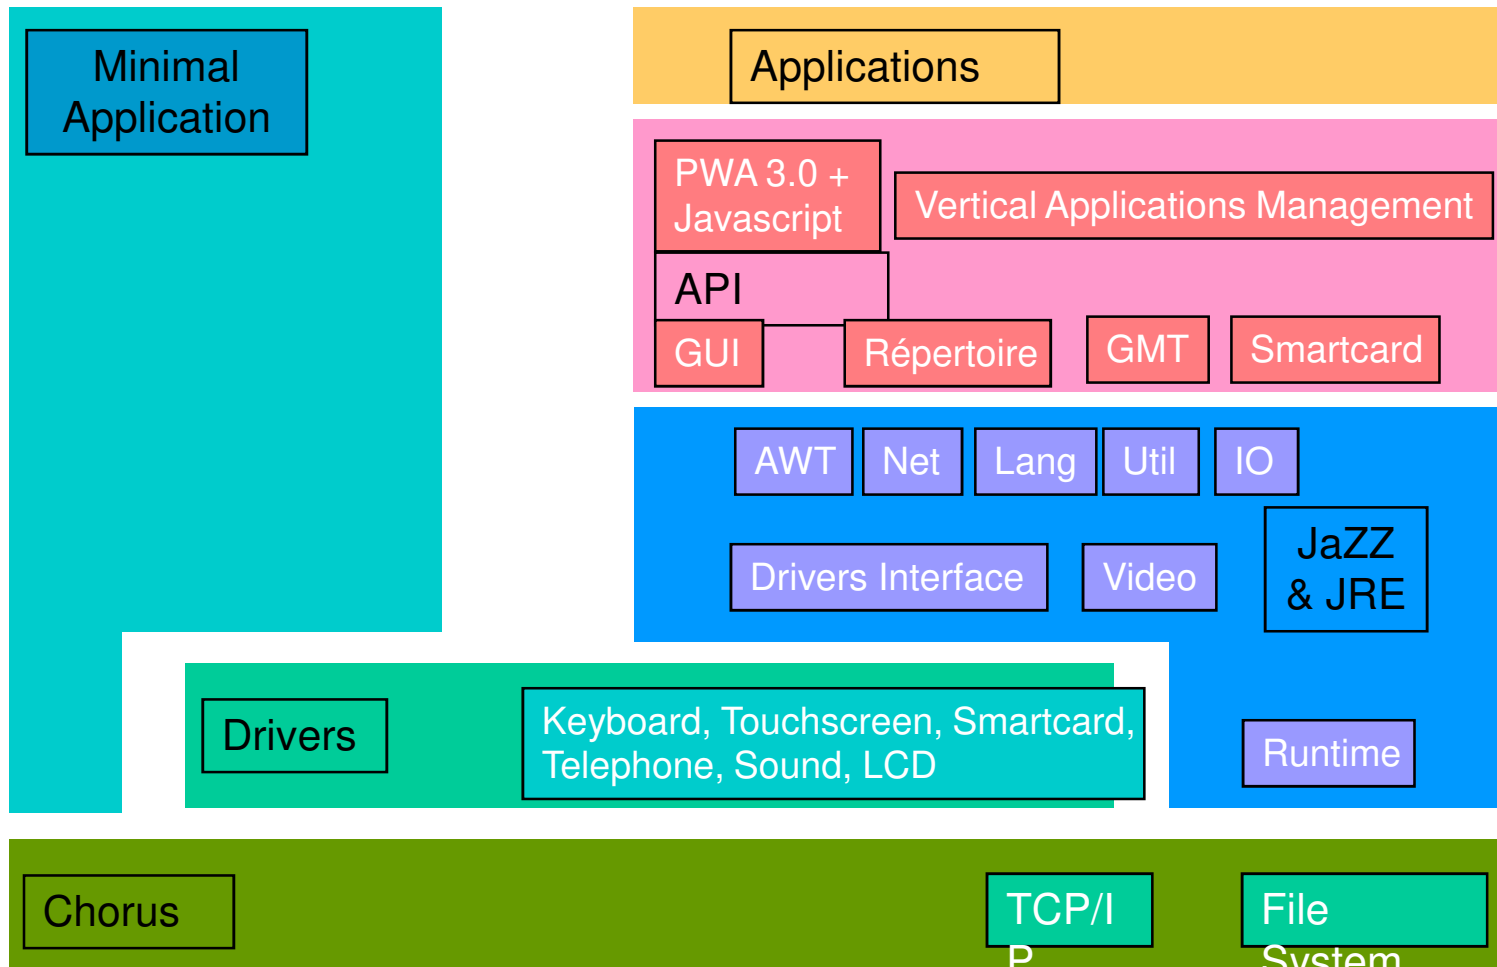 Minimal
Application
Applications
PWA 3.0 +
Javascript
Vertical Applications Management
API
GUI
Répertoire
GMT
Smartcard
AWT
Net
Lang
Util
IO
JaZZ
& JRE
Drivers Interface
Video
Drivers
Keyboard, Touchscreen, Smartcard,
Telephone, Sound, LCD
Runtime
Chorus
TCP/I
P
File
System